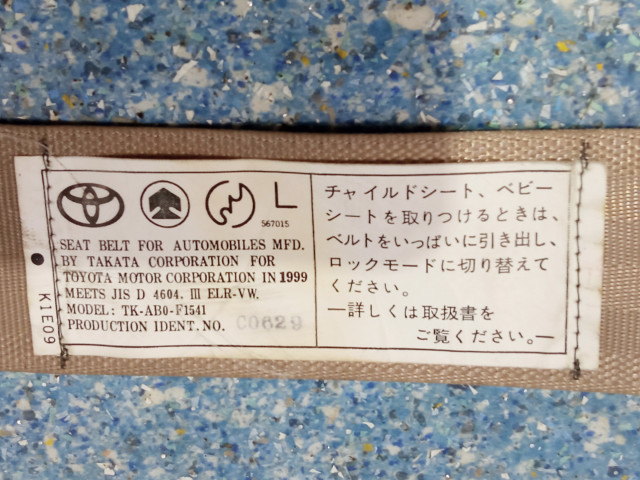 L
567015
SEAT BELT FOR AUTOMOBILES MFD.
BY TAKATA CORPORATION FOR
TOYOTA MOTOR CORPORATION IN 1999
MEETS JIS D 4604. Ⅲ ELR-VW.
MODEL: TK-AB0-F1541
PRODUCTION IDENT. NO. C0629
K1E09
チャイルドシート、ベビー
シートを取りつけるときは、
ベルトをいっぱいに引き出し、
ロックモードに切り替えて
ください。
―詳しくは取扱書を
ご覧ください。―